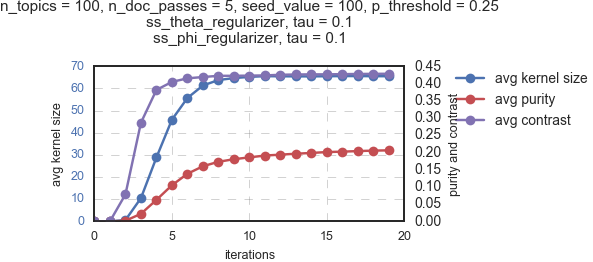 n_topics = 100, n_doc_passes = 5, seed_value = 100, p_threshold = 0.25
ss_theta_regularizer, tau = 0.1
ss_phi_regularizer, tau = 0.1
70
60
50
40
30
20
10
0
avg kernel size
0
5
10
15
20
iterations
0.45
0.40
0.35
0.30
0.25
0.20
0.15
0.10
0.05
0.00
purity and contrast
avg kernel size
avg purity
avg contrast